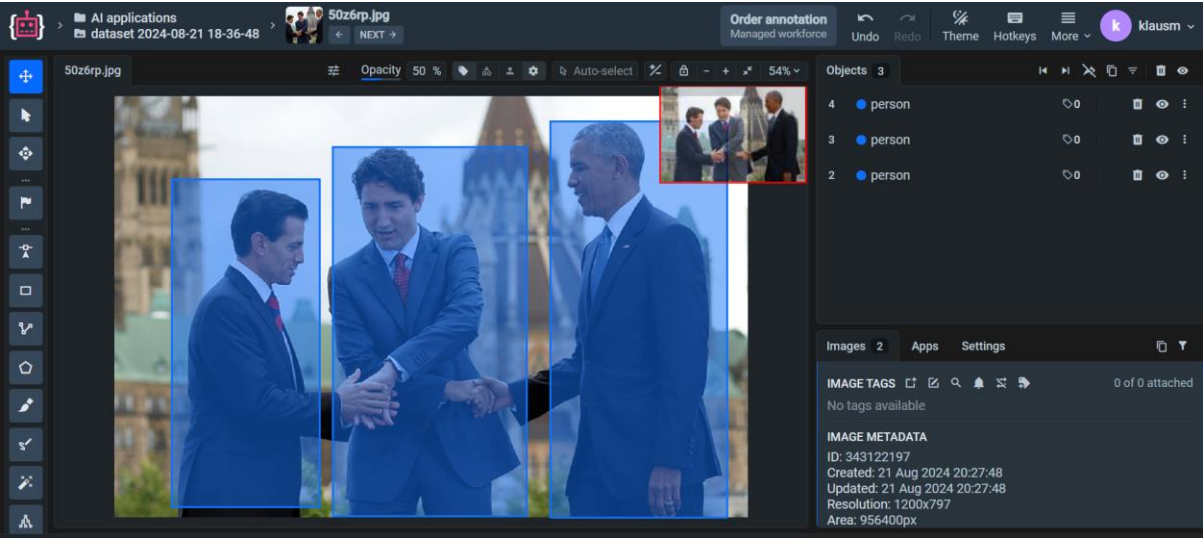 AI applications
dataset 2024-08-21 18-36-48
50z6rp.jpg
NEXT →
Order annotation
Managed workforce
Undo
Redo
Theme
Hotkeys
More
k
klausm
50z6rp.jpg
Opacity 50 %
Auto-select
54%
Objects 3
4 person 0
3 person 0
2 person 0
Images 2
Apps
Settings
IMAGE TAGS
0 of 0 attached
No tags available
IMAGE METADATA
ID: 343122197
Created: 21 Aug 2024 20:27:48
Updated: 21 Aug 2024 20:27:48
Resolution: 1200x797
Area: 956400px